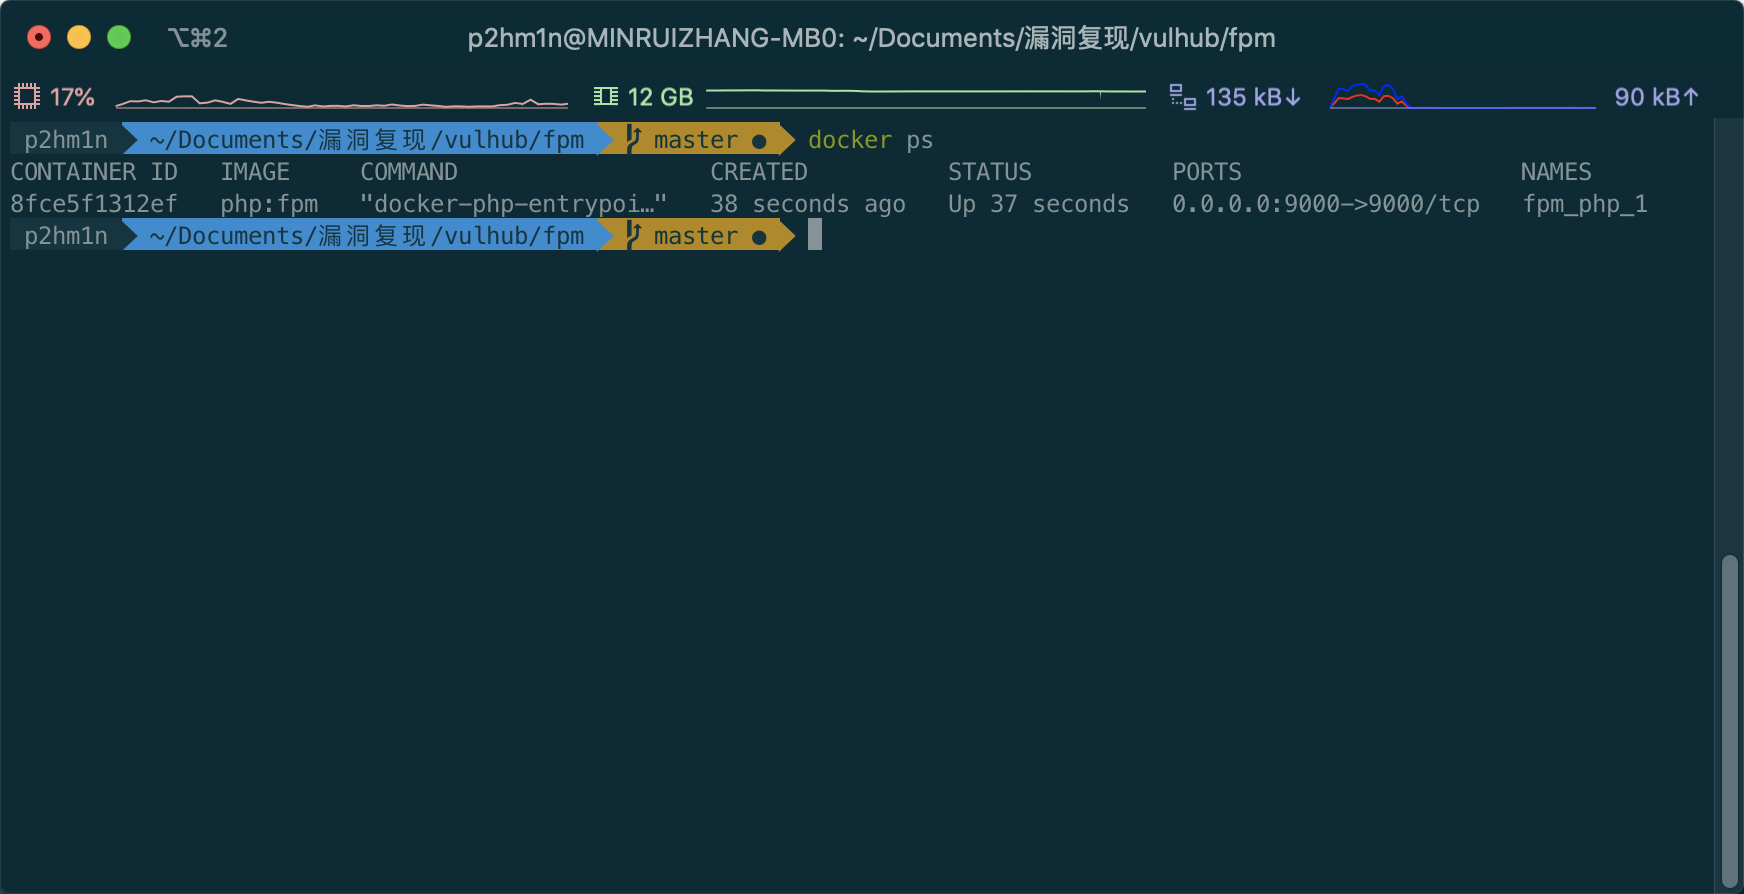 ⌥⌘2 p2hm1n@MINRUIZHANG-MB0: ~/Documents/漏洞复现/vulhub/fpm
17% 12 GB 135 kB↓ 90 kB↑
p2hm1n ~/Documents/漏洞复现/vulhub/fpm master ● docker ps
CONTAINER ID IMAGE COMMAND CREATED STATUS PORTS NAMES
8fce5f1312ef php:fpm "docker-php-entrypoi…" 38 seconds ago Up 37 seconds 0.0.0.0:9000->9000/tcp fpm_php_1
p2hm1n ~/Documents/漏洞复现/vulhub/fpm master ●